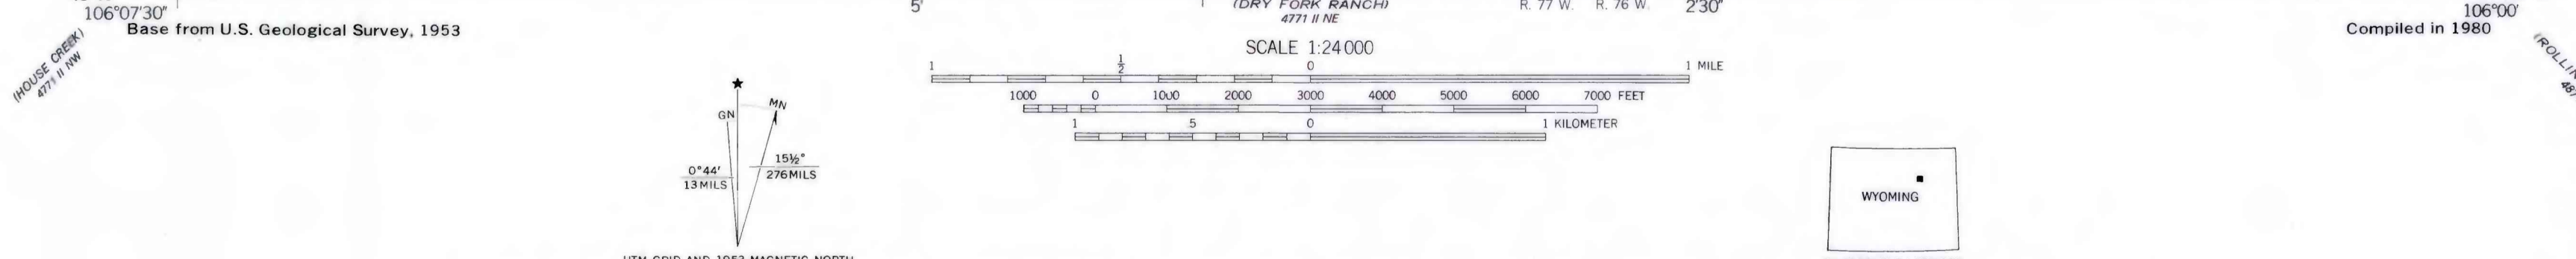 106°07'30"
5'
(DRY FORK RANCH)
4771 II NE
R. 77 W. R. 76 W.
2'30"
106°00'
Base from U.S. Geological Survey, 1953
Compiled in 1980
(HOUSE CREEK)
4771 II NW
SCALE 1:24 000
1 ½ 0 1 MILE
1000 0 1000 2000 3000 4000 5000 6000 7000 FEET
1 .5 0 1 KILOMETER
GN
MN
0°44'
13 MILS
15½°
276 MILS
WYOMING
UTM GRID AND 1953 MAGNETIC NORTH